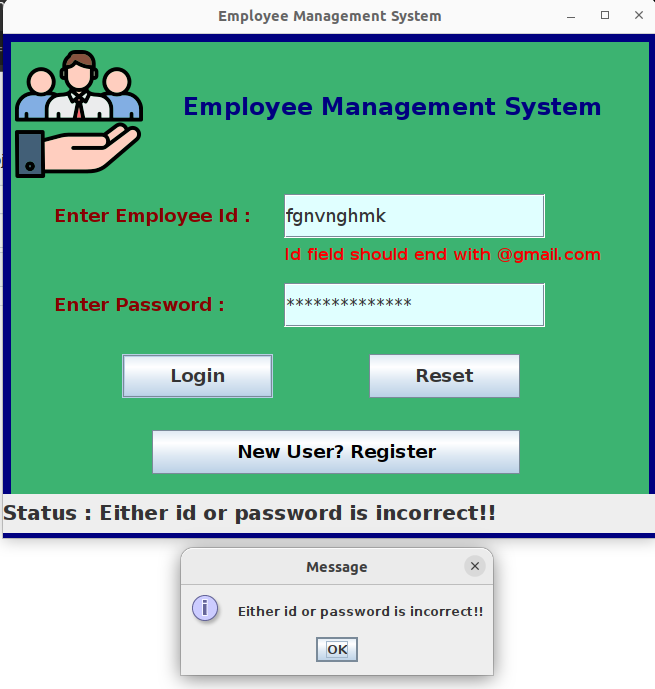 Employee Management System
Employee Management System
Enter Employee Id : fgnvnghmk
Id field should end with @gmail.com
Enter Password : **************
Login Reset
New User? Register
Status : Either id or password is incorrect!!
Message
Either id or password is incorrect!!
OK